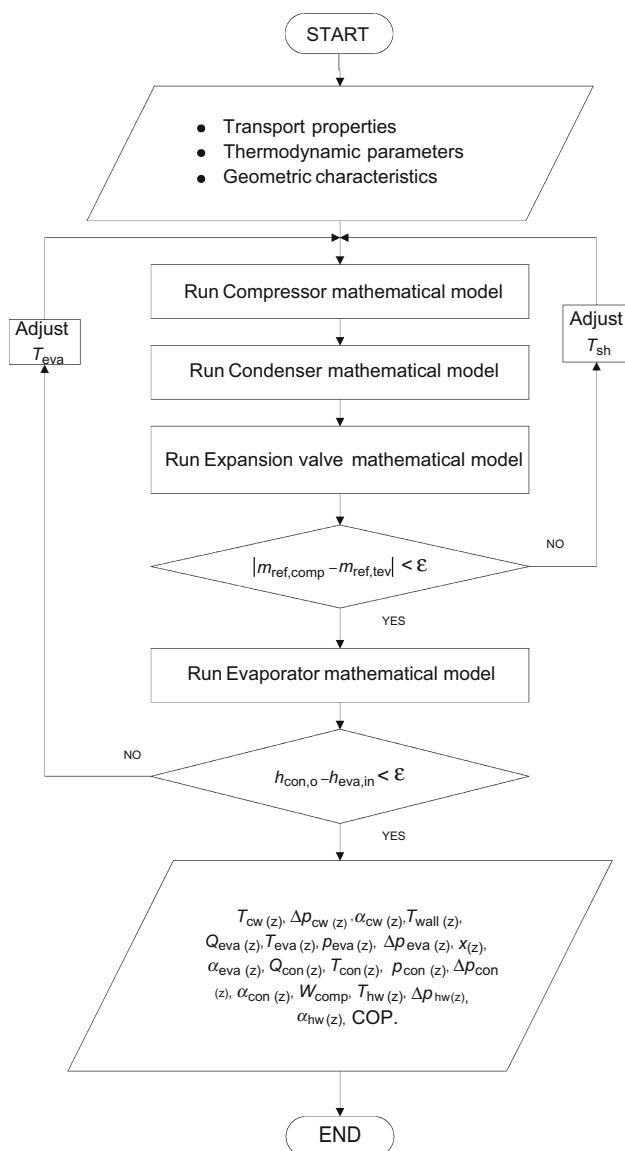 START
● Transport properties
● Thermodynamic parameters
● Geometric characteristics
Run Compressor mathematical model
Adjust
T_eva
Adjust
T_sh
Run Condenser mathematical model
Run Expansion valve mathematical model
NO
|m_ref,comp – m_ref,tev| < ε
YES
Run Evaporator mathematical model
NO
h_con,o – h_eva,in < ε
YES
T_cw (z), Δp_cw (z), α_cw (z), T_wall (z),
Q_eva (z), T_eva (z), p_eva (z), Δp_eva (z), x_(z),
α_eva (z), Q_con (z), T_con (z), p_con (z), Δp_con
(z), α_con (z), W_comp, T_hw (z), Δp_hw(z),
α_hw (z), COP.
END